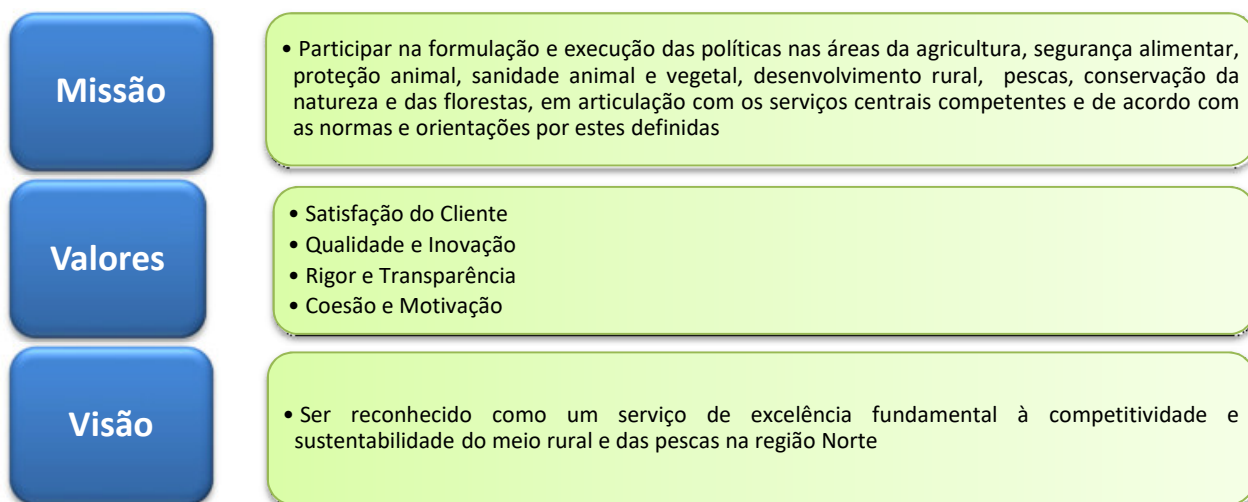 Missão
• Participar na formulação e execução das políticas nas áreas da agricultura, segurança alimentar,
proteção animal, sanidade animal e vegetal, desenvolvimento rural, pescas, conservação da
natureza e das florestas, em articulação com os serviços centrais competentes e de acordo com
as normas e orientações por estes definidas
Valores
• Satisfação do Cliente
• Qualidade e Inovação
• Rigor e Transparência
• Coesão e Motivação
Visão
• Ser reconhecido como um serviço de excelência fundamental à competitividade e
sustentabilidade do meio rural e das pescas na região Norte